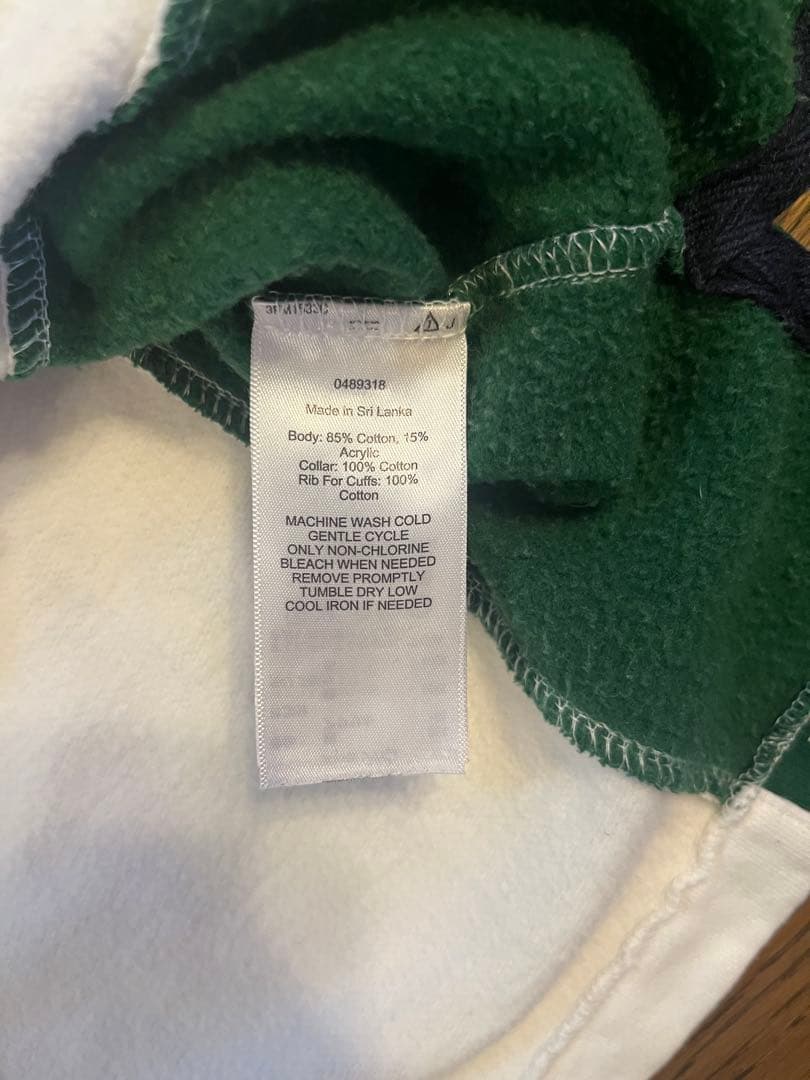 0489318
Made in Sri Lanka
Body: 85% Cotton, 15%
Acrylic
Collar: 100% Cotton
Rib For Cuffs: 100%
Cotton
MACHINE WASH COLD
GENTLE CYCLE
ONLY NON-CHLORINE
BLEACH WHEN NEEDED
REMOVE PROMPTLY
TUMBLE DRY LOW
COOL IRON IF NEEDED